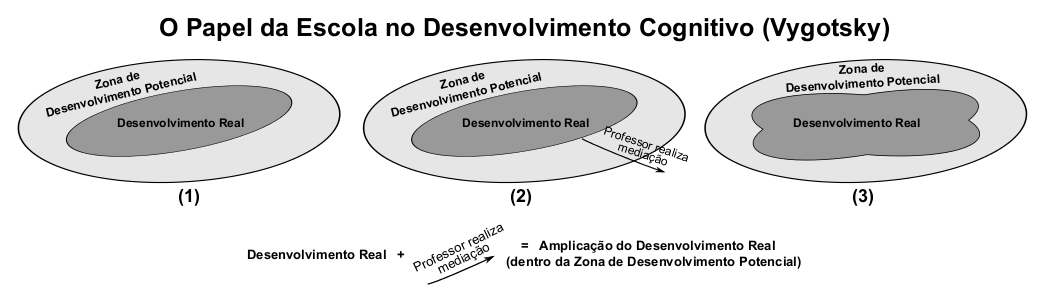 O Papel da Escola no Desenvolvimento Cognitivo (Vygotsky)
Zona de
Desenvolvimento Potencial
Desenvolvimento Real
(1)
Zona de
Desenvolvimento Potencial
Desenvolvimento Real
Professor realiza
mediação
(2)
Zona de
Desenvolvimento Potencial
Desenvolvimento Real
(3)
Desenvolvimento Real +
Professor realiza
mediação
= Amplicação do Desenvolvimento Real
(dentro da Zona de Desenvolvimento Potencial)